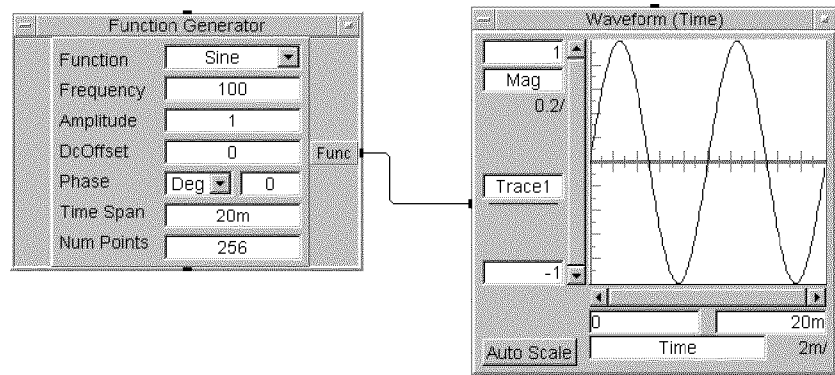 Function Generator
Function Sine
Frequency 100
Amplitude 1
DcOffset 0
Phase Deg 0
Time Span 20m
Num Points 256
Func
Waveform (Time)
1
Mag
0.2/
Trace1
-1
0 20m
Auto Scale Time 2m/